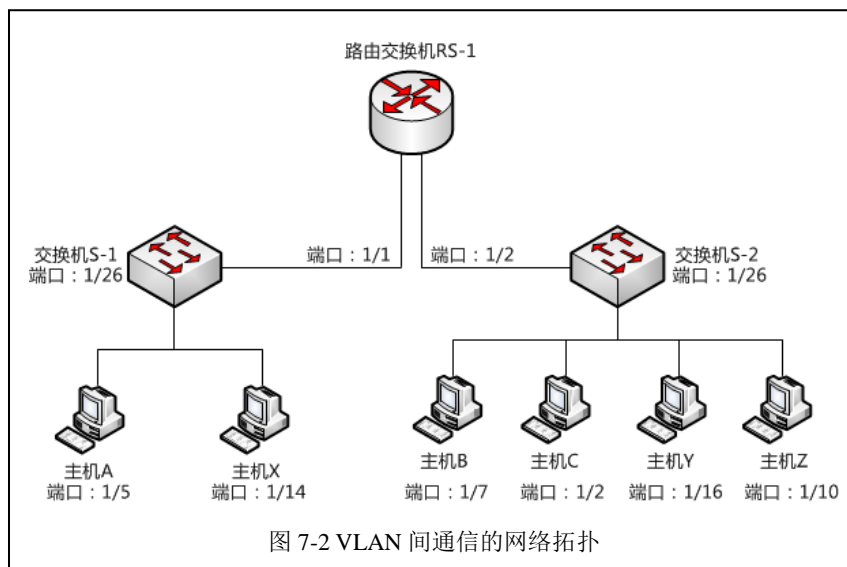 路由交换机RS-1
交换机S-1
端口：1/26
端口：1/1
端口：1/2
交换机S-2
端口：1/26
主机A
端口：1/5
主机X
端口：1/14
主机B
端口：1/7
主机C
端口：1/2
主机Y
端口：1/16
主机Z
端口：1/10
图 7-2 VLAN 间通信的网络拓扑